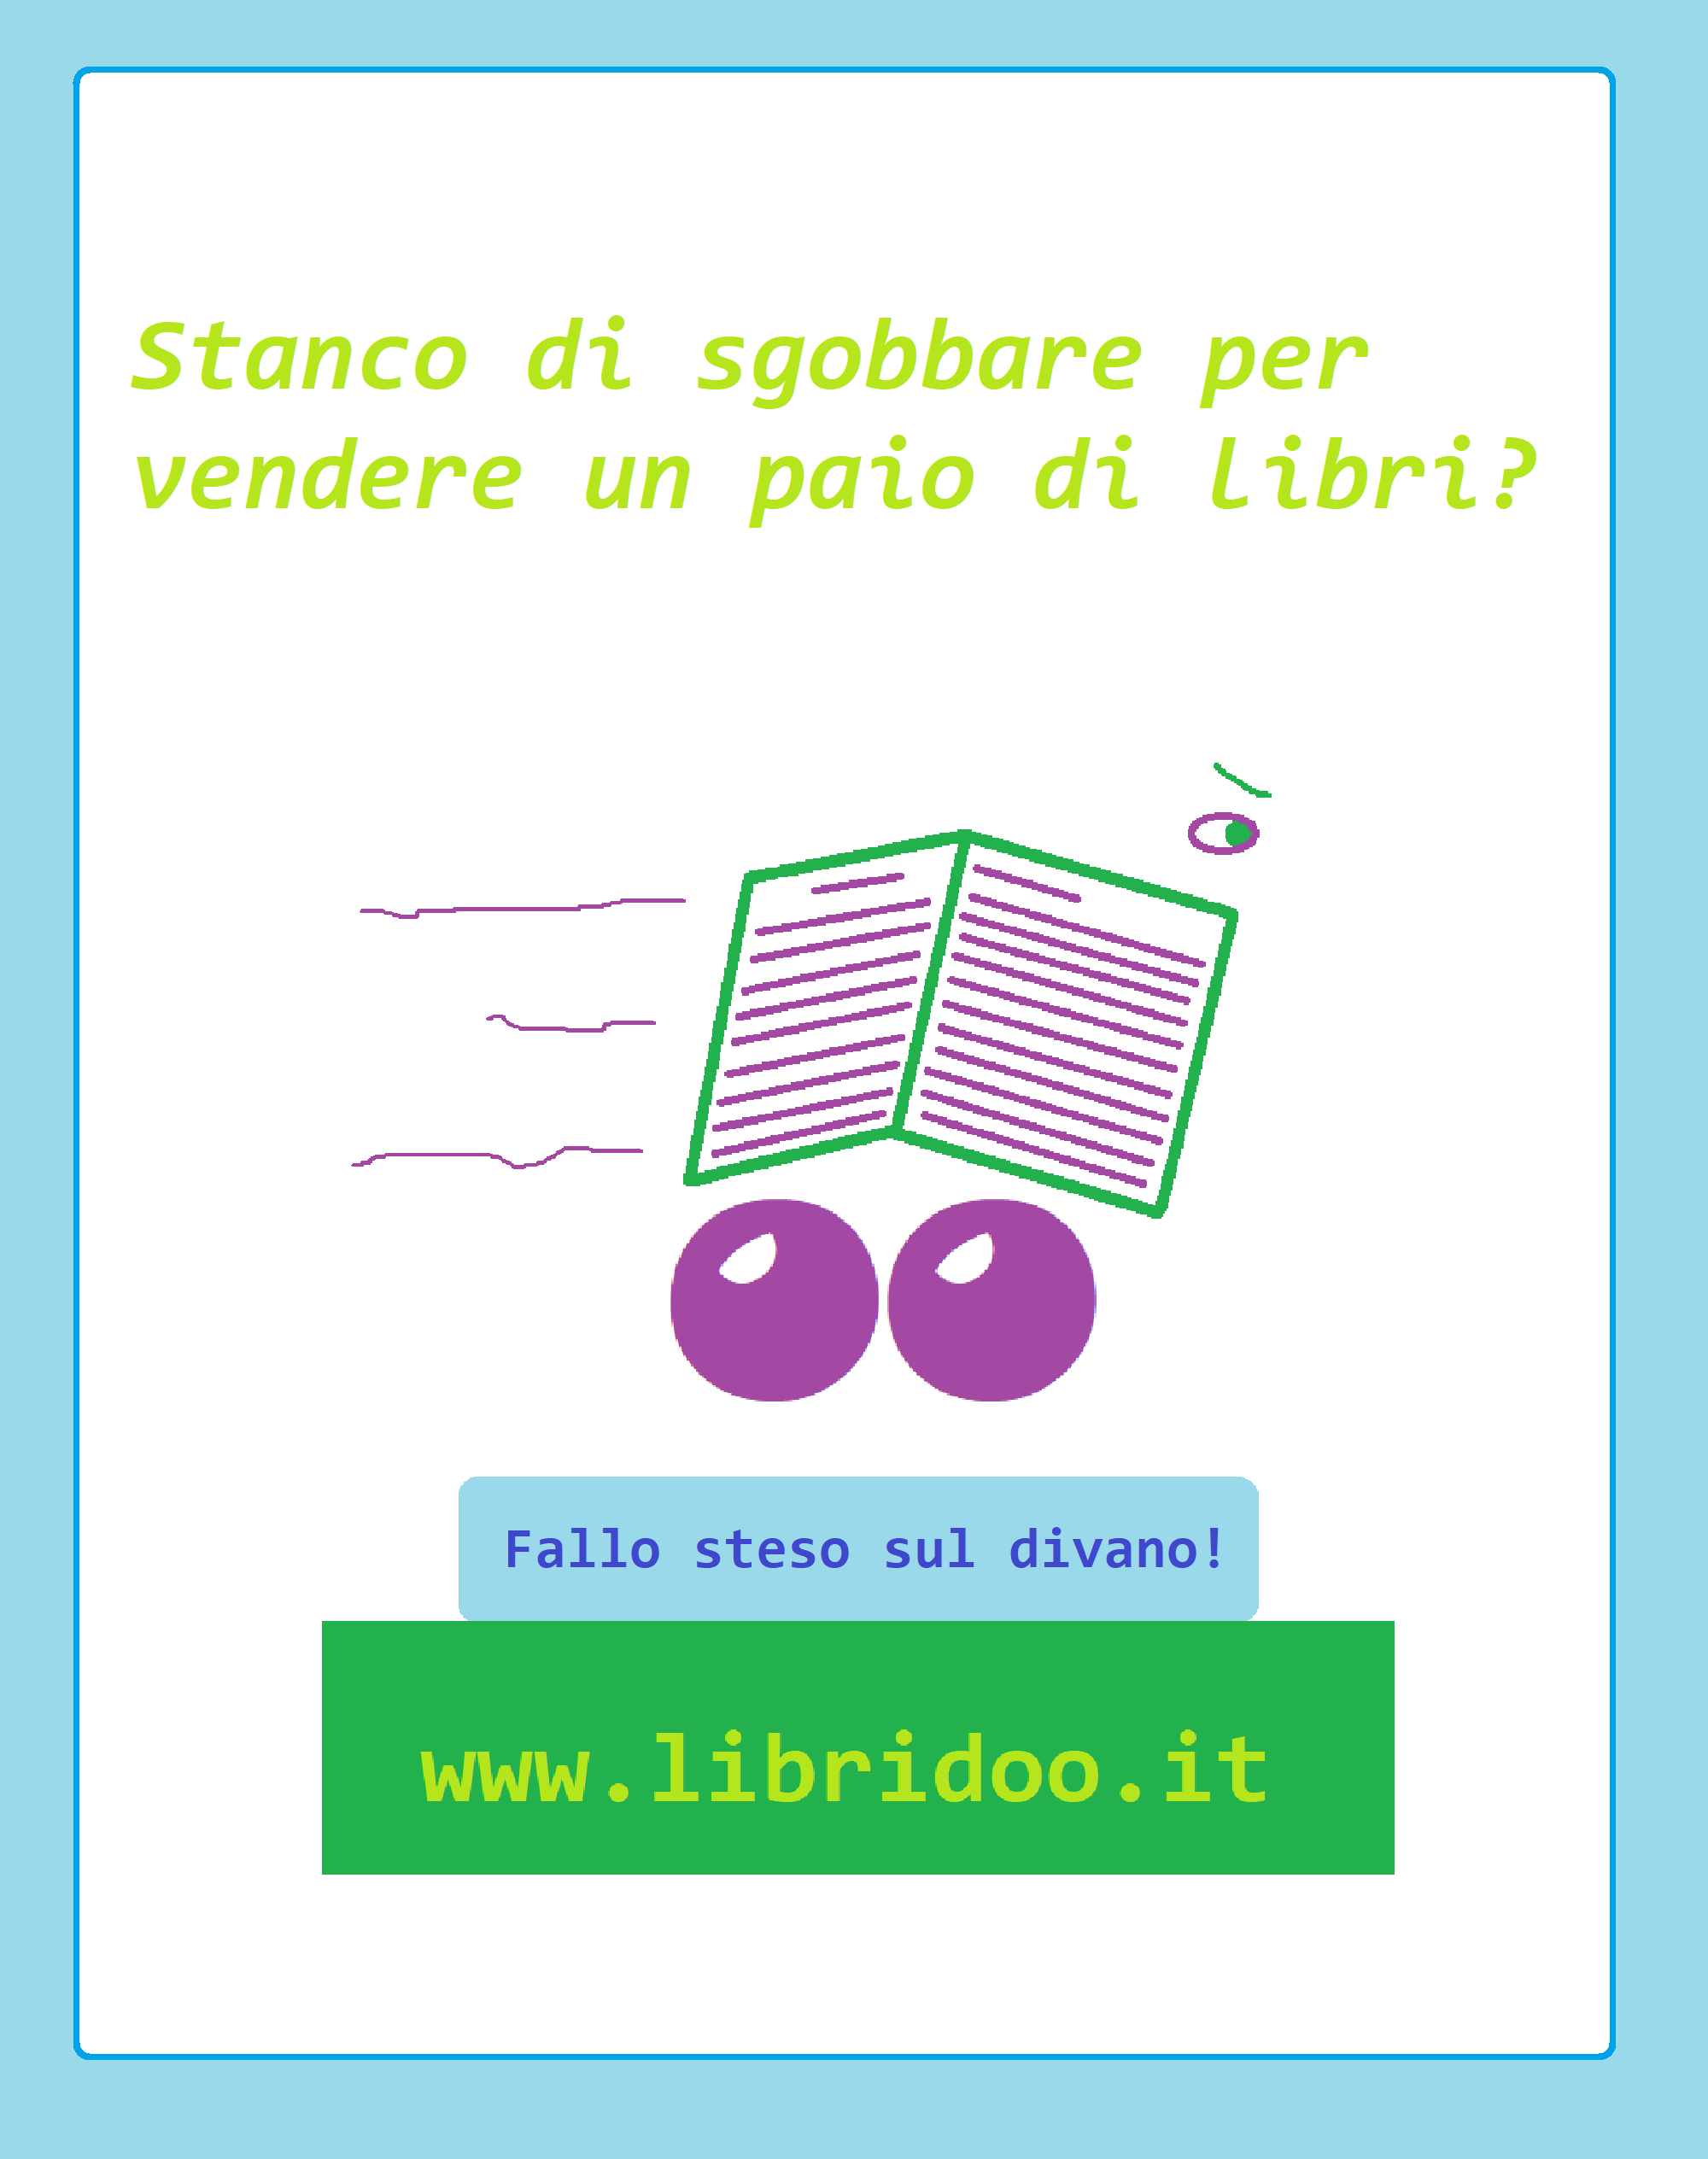 Stanco di sgobbare per
vendere un paio di libri?
Fallo steso sul divano!
www.libridoo.it